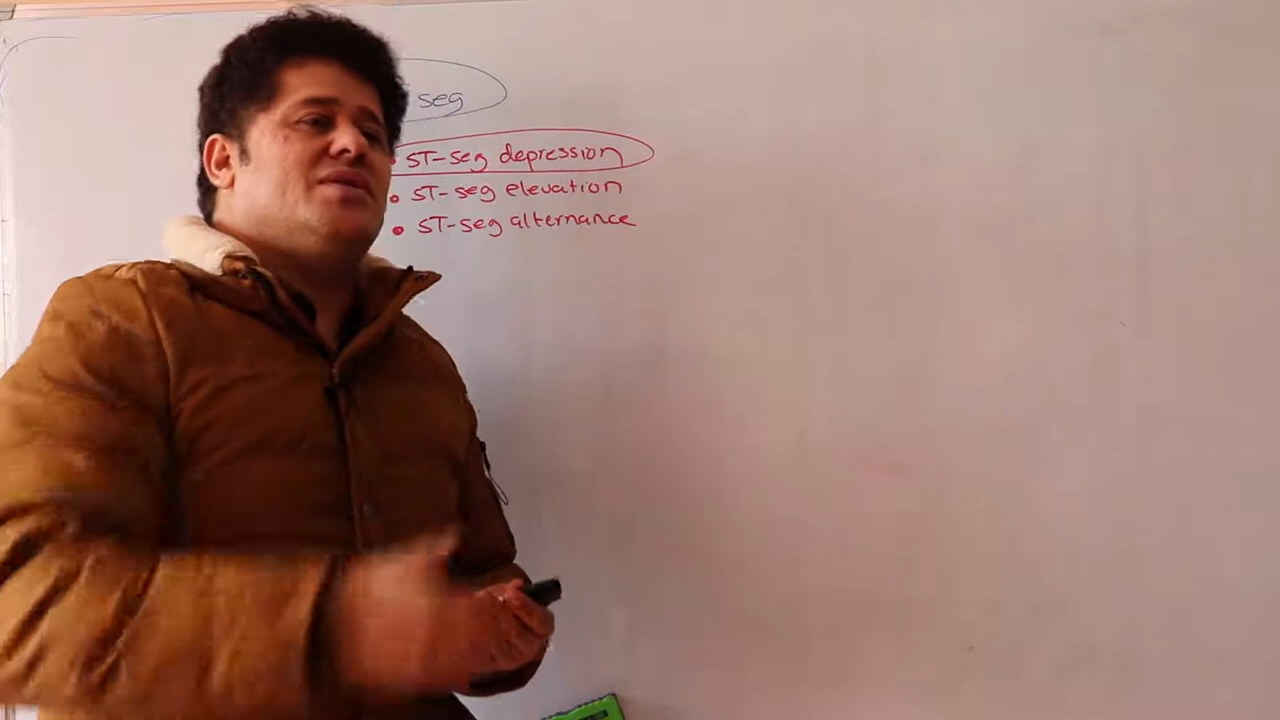 seg
ST-seg depression
• ST-seg elevation
• ST-seg alternance